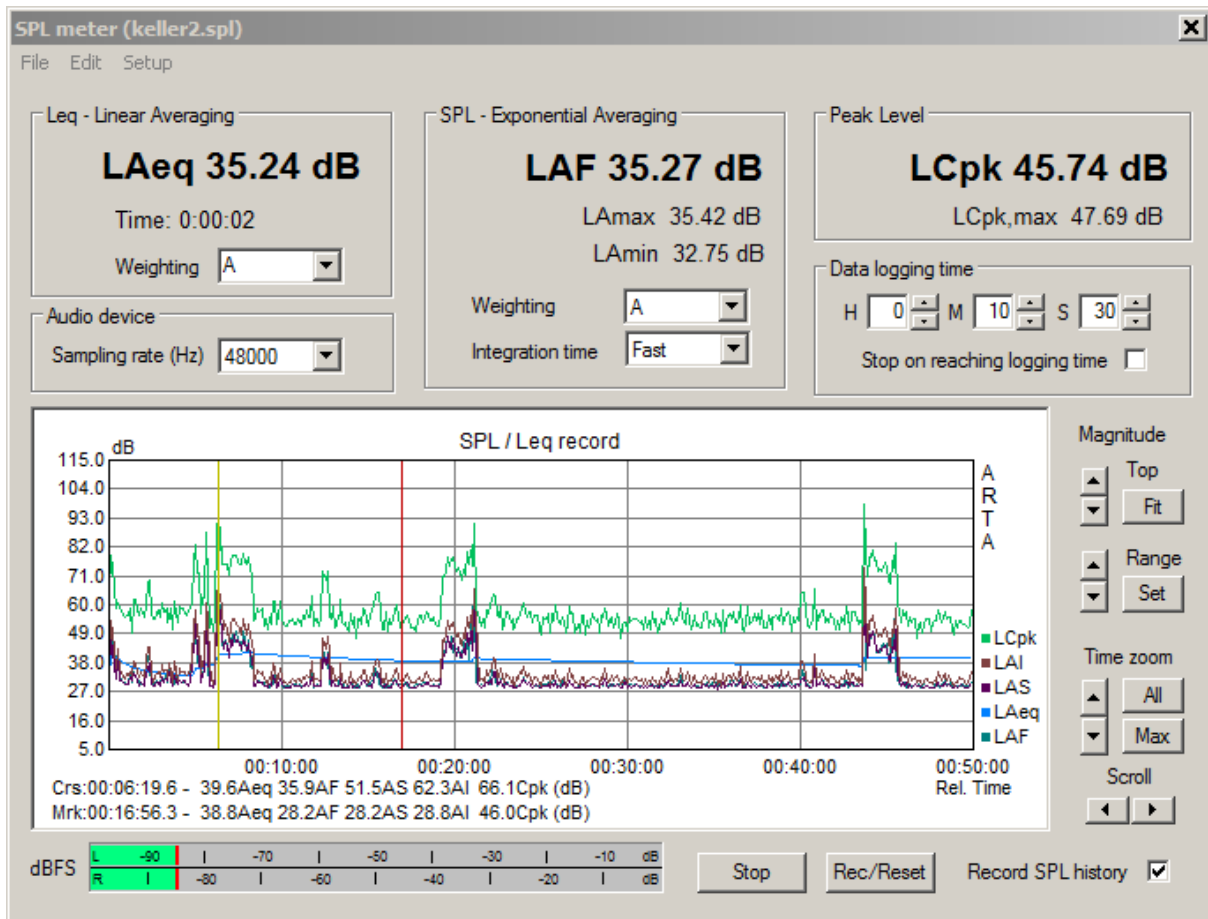 SPL meter (keller2.spl)
File Edit Setup
Leq - Linear Averaging
LAeq 35.24 dB
Time: 0:00:02
Weighting A
Audio device
Sampling rate (Hz) 48000
SPL - Exponential Averaging
LAF 35.27 dB
LAmax 35.42 dB
LAmin 32.75 dB
Weighting A
Integration time Fast
Peak Level
LCpk 45.74 dB
LCpk,max 47.69 dB
Data logging time
H 0 M 10 S 30
Stop on reaching logging time
SPL / Leq record
dB
115.0
104.0
93.0
82.0
71.0
60.0
49.0
38.0
27.0
16.0
5.0
A
R
T
A
LCpk
LAI
LAS
LAeq
LAF
00:10:00 00:20:00 00:30:00 00:40:00 00:50:00
Crs:00:06:19.6 - 39.6Aeq 35.9AF 51.5AS 62.3AI 66.1Cpk (dB) Rel. Time
Mrk:00:16:56.3 - 38.8Aeq 28.2AF 28.2AS 28.8AI 46.0Cpk (dB)
Magnitude
Top
Fit
Range
Set
Time zoom
All
Max
Scroll
dBFS
L -90 -70 -50 -30 -10 dB
R -80 -60 -40 -20 dB
Stop Rec/Reset Record SPL history